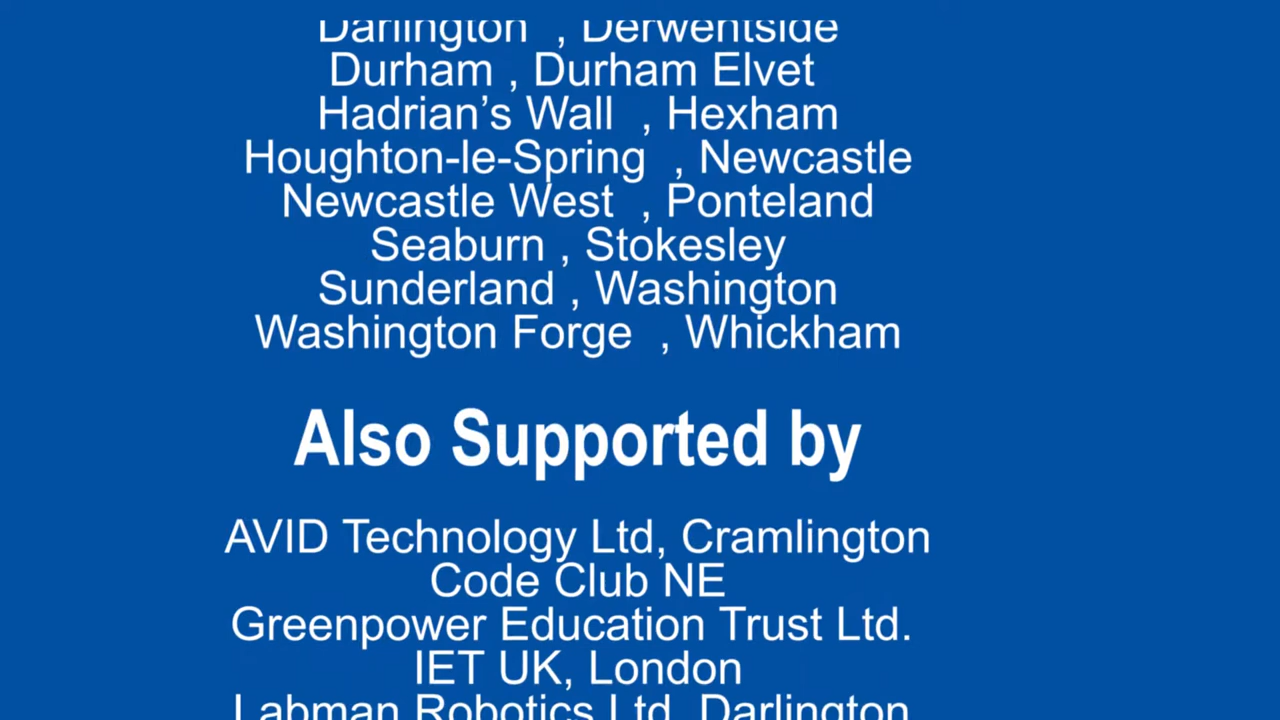 Darlington , Derwentside
Durham , Durham Elvet
Hadrian’s Wall , Hexham
Houghton-le-Spring , Newcastle
Newcastle West , Ponteland
Seaburn , Stokesley
Sunderland , Washington
Washington Forge , Whickham
Also Supported by
AVID Technology Ltd, Cramlington
Code Club NE
Greenpower Education Trust Ltd.
IET UK, London
Labman Robotics Ltd, Darlington